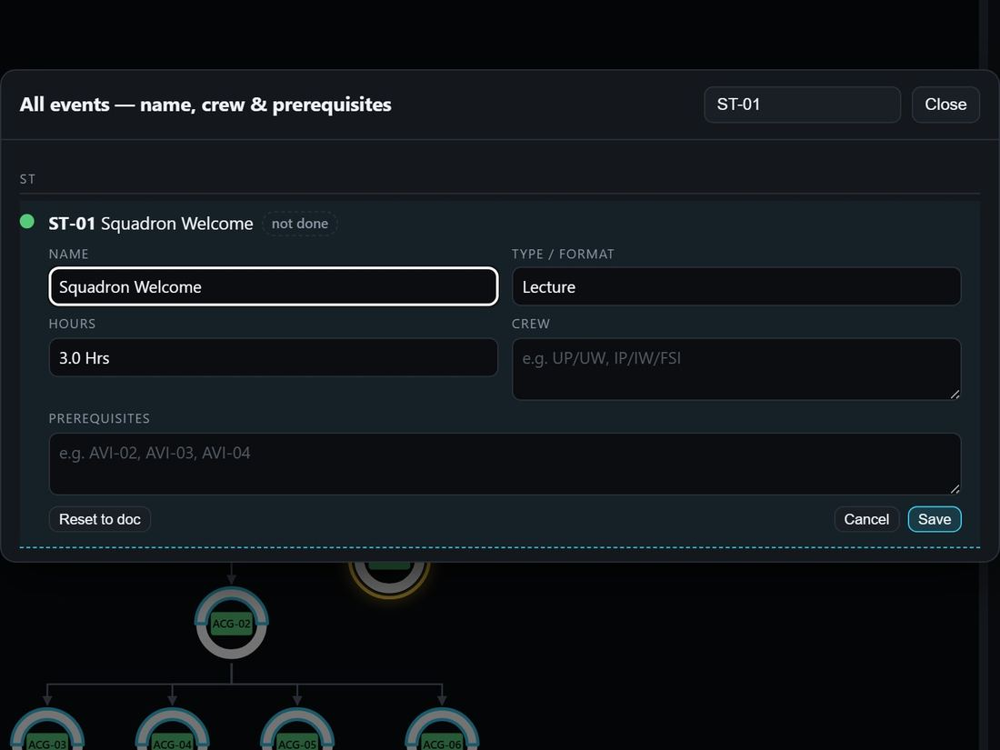 All events — name, crew & prerequisites
ST-01
Close
ST
ST-01 Squadron Welcome not done
NAME
TYPE / FORMAT
Squadron Welcome
Lecture
HOURS
CREW
3.0 Hrs
e.g. UP/UW, IP/IW/FSI
PREREQUISITES
e.g. AVI-02, AVI-03, AVI-04
Reset to doc
Cancel
Save
ACG-02
ACG-03
ACG-04
ACG-05
ACG-06